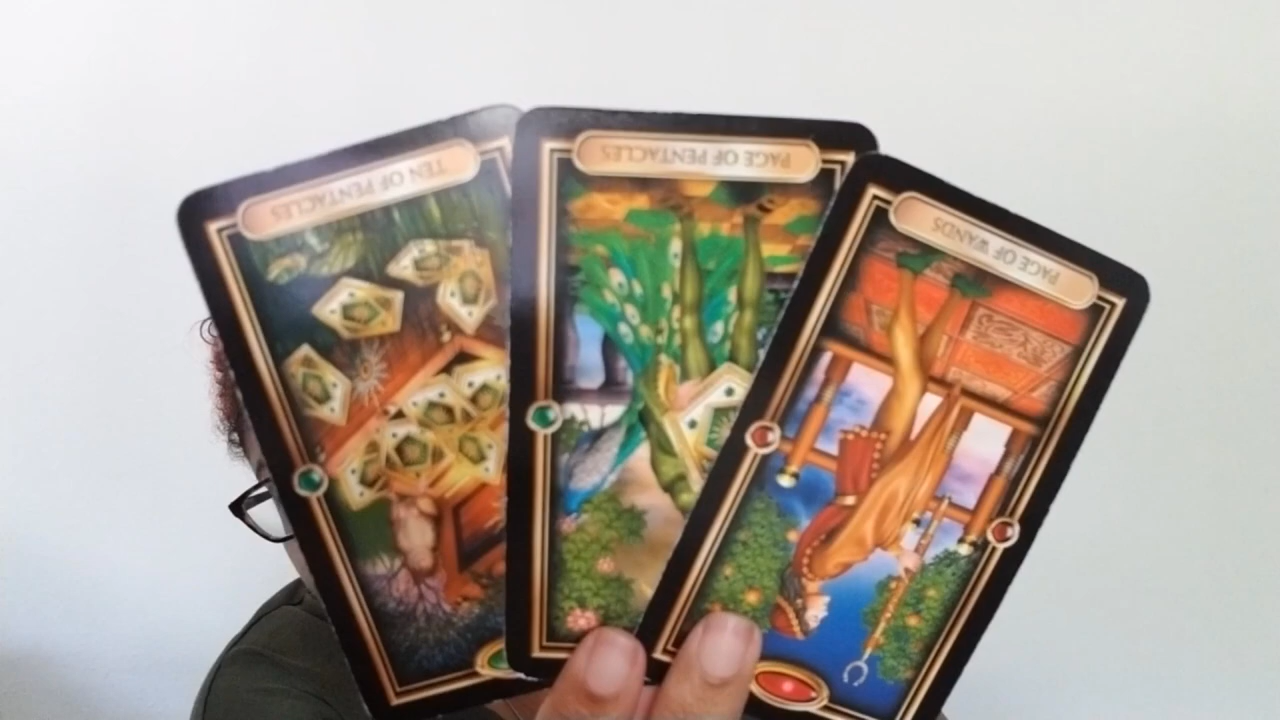 TEN OF PENTACLES
PAGE OF PENTACLES
PAGE OF WANDS